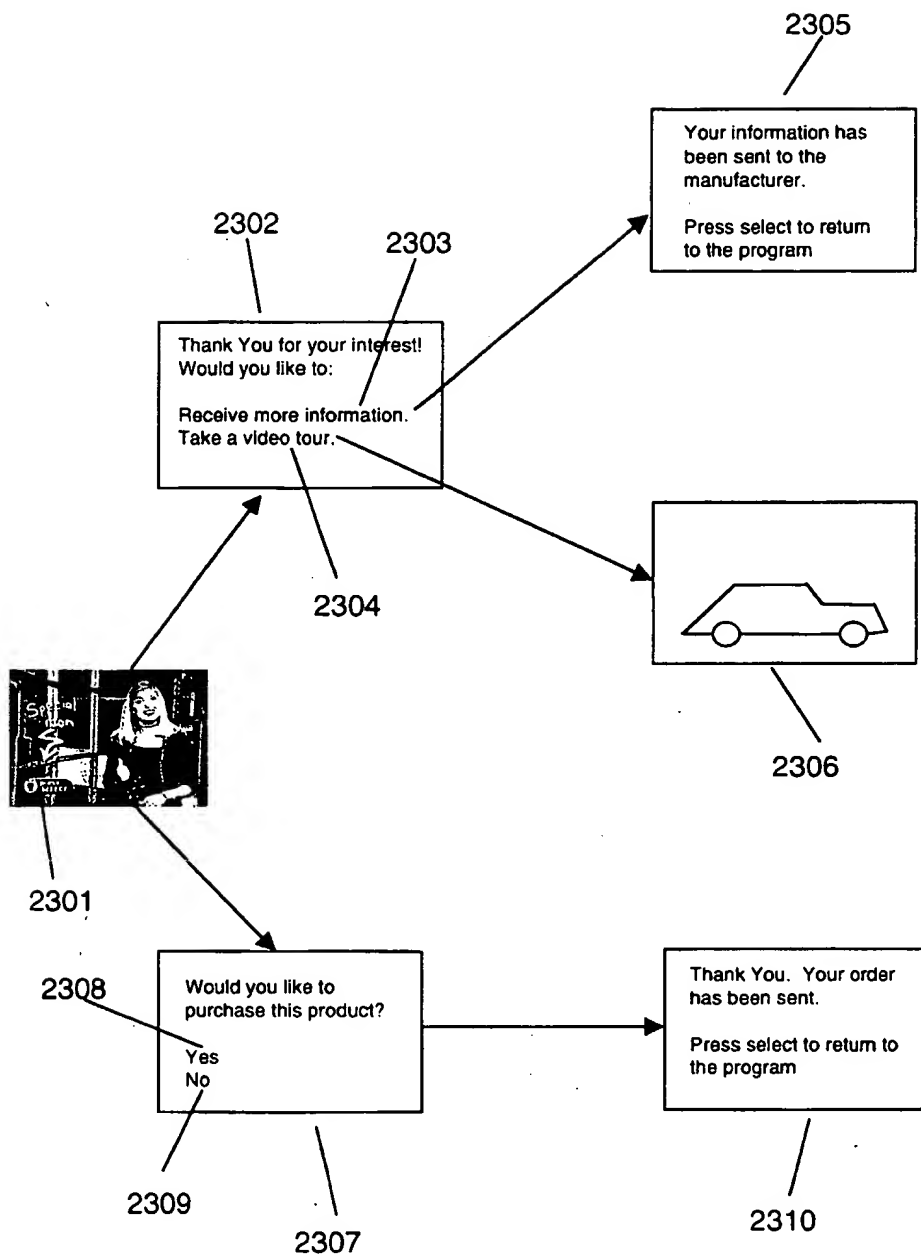 2305
Your information has
been sent to the
manufacturer.
Press select to return
to the program
2302
2303
Thank You for your interest!
Would you like to:
Receive more information.
Take a video tour.
2304
2306
2301
2308
Would you like to
purchase this product?
Yes
No
2309
2307
Thank You. Your order
has been sent.
Press select to return to
the program
2310